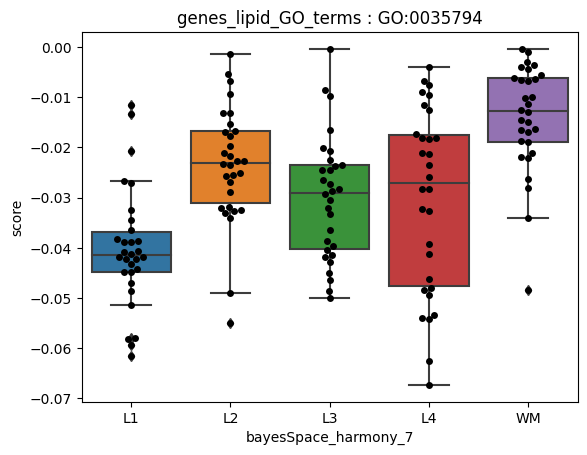 genes_lipid_GO_terms : GO:0035794
0.00
−0.01
−0.02
−0.03
−0.04
−0.05
−0.06
−0.07
score
L1 L2 L3 L4 WM
bayesSpace_harmony_7